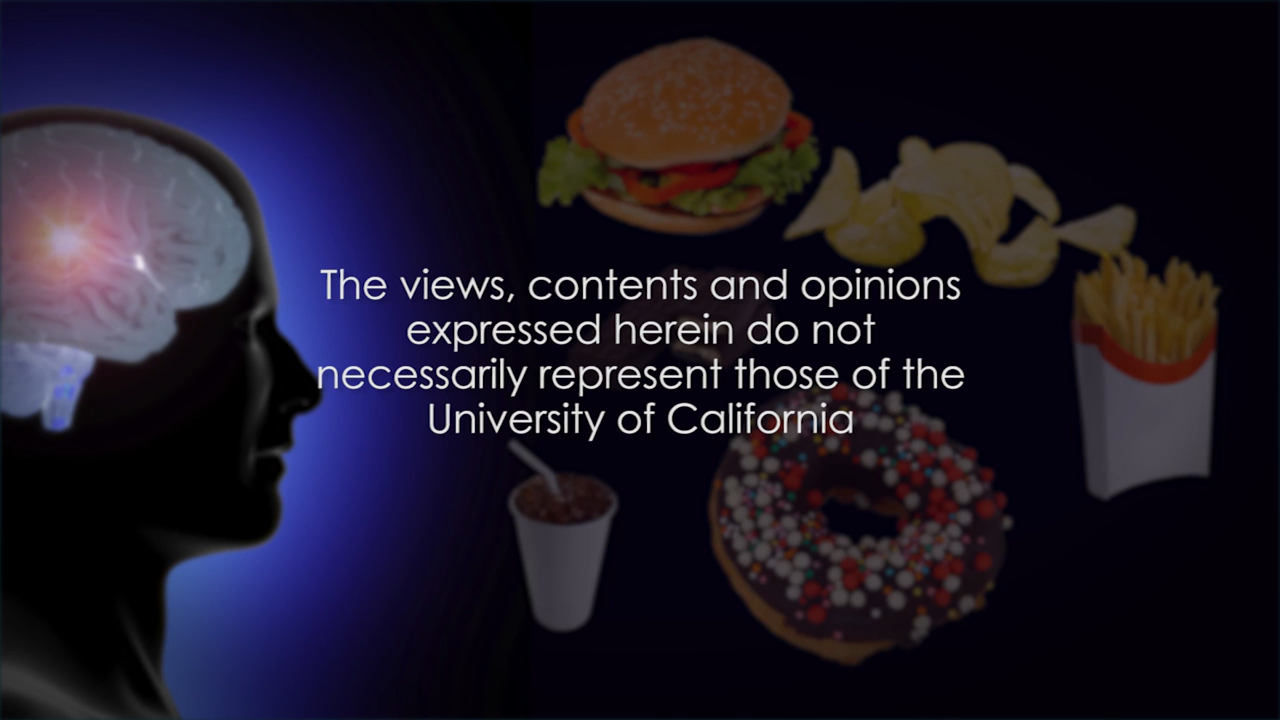 The views, contents and opinions
expressed herein do not
necessarily represent those of the
University of California